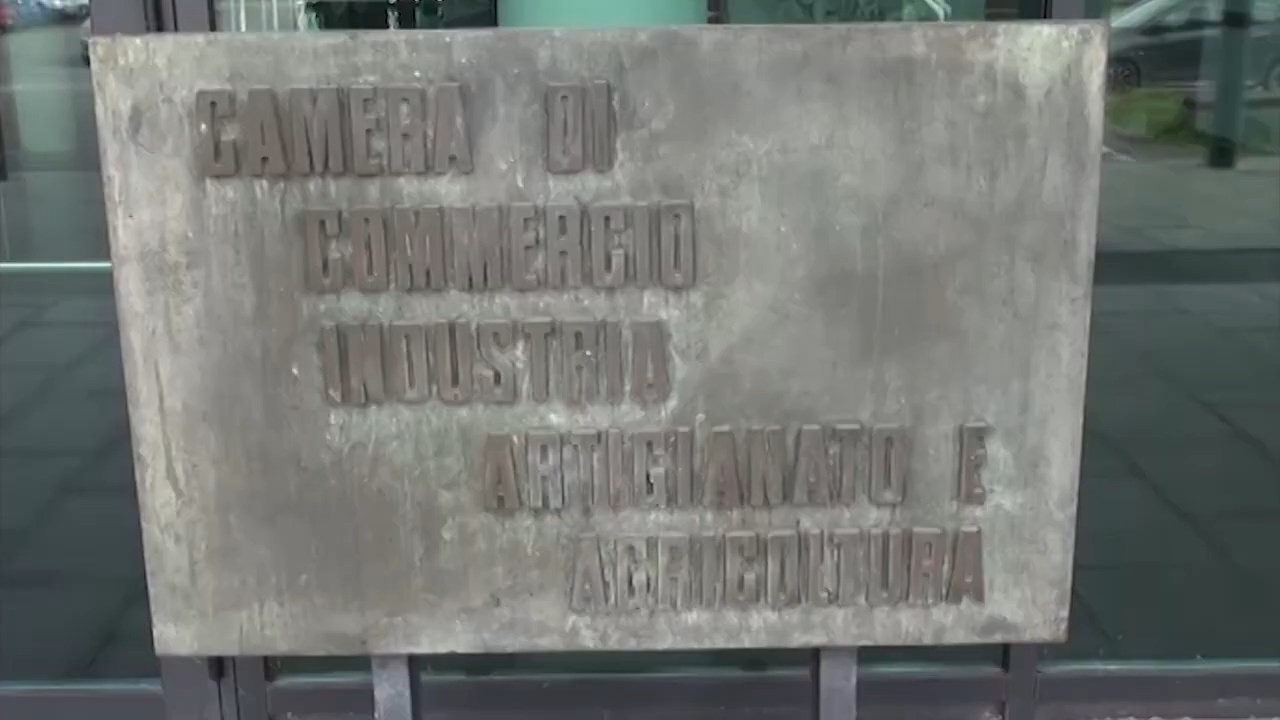 CAMERA DI
COMMERCIO
INDUSTRIA
ARTIGIANATO E
AGRICOLTURA